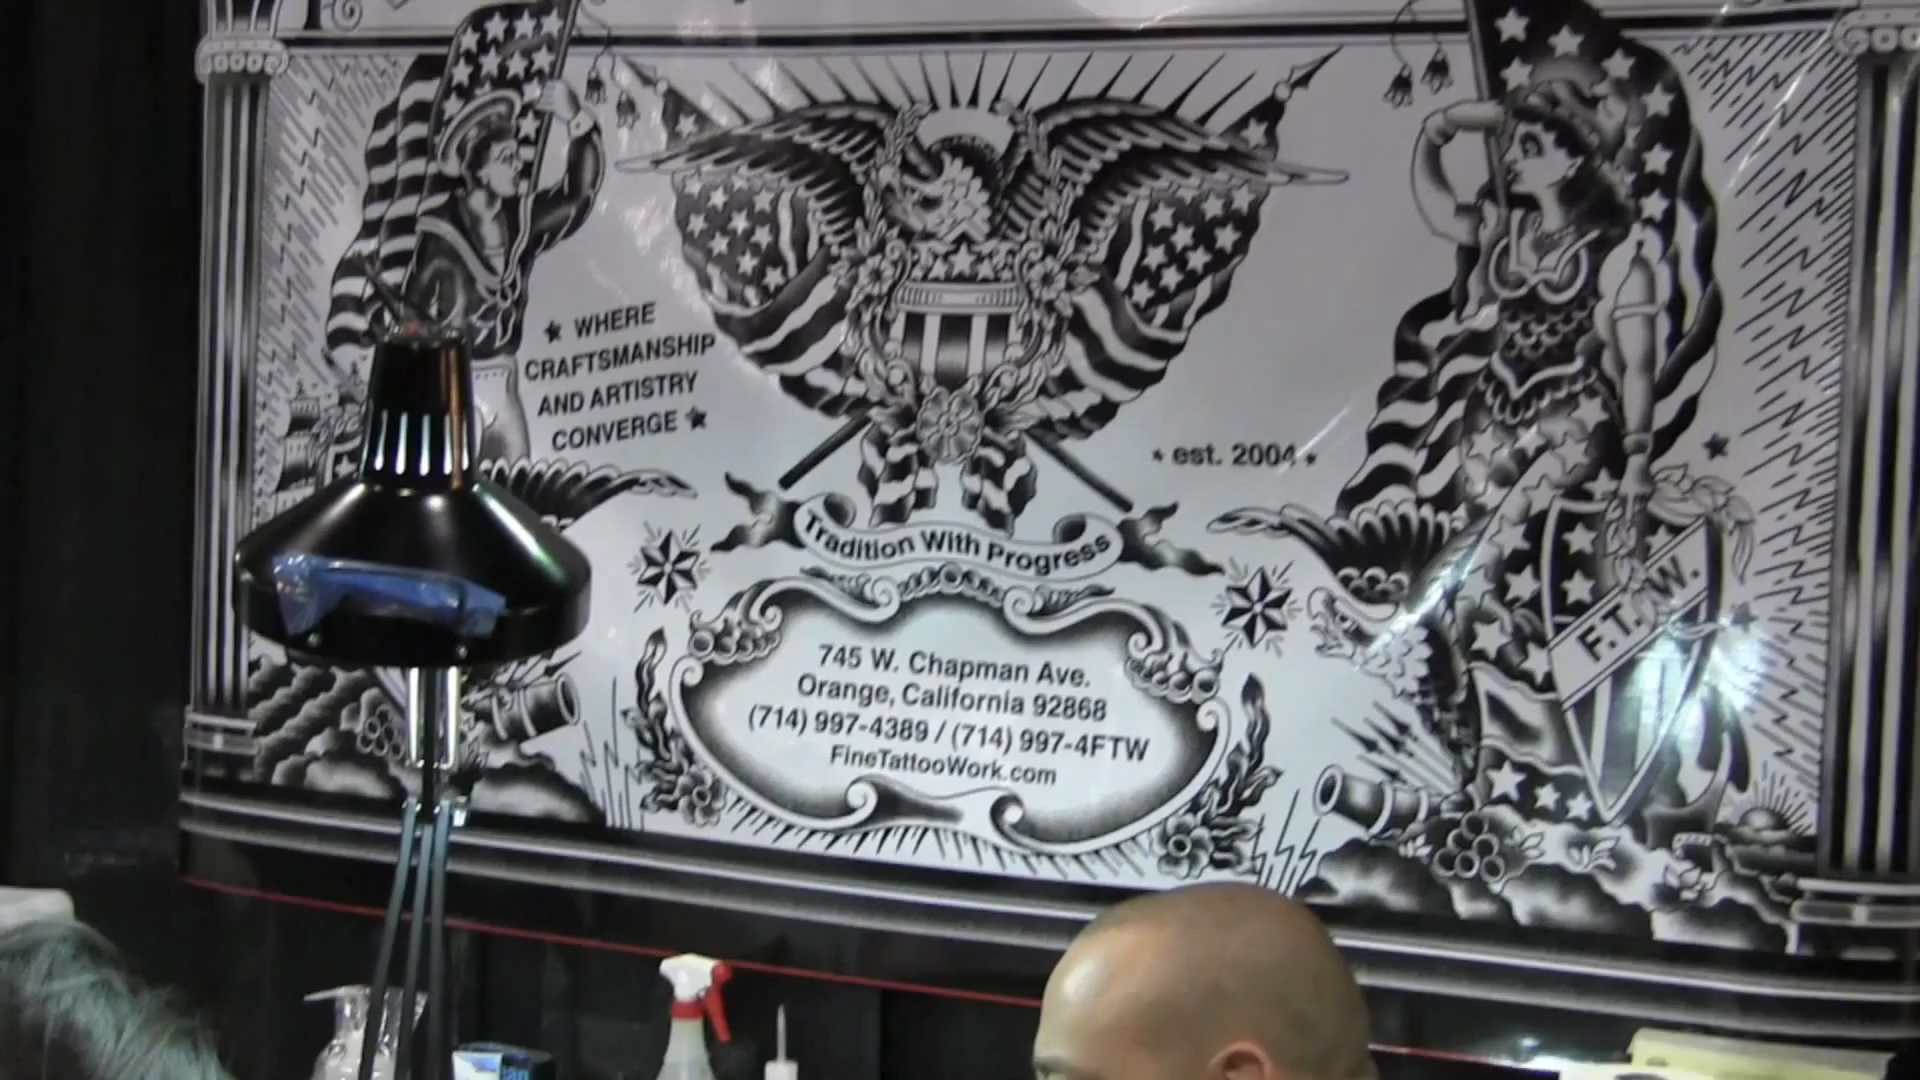 ★ WHERE
CRAFTSMANSHIP
AND ARTISTRY
CONVERGE ★
★ est. 2004 ★
Tradition With Progress
F.T.W.
745 W. Chapman Ave.
Orange, California 92868
(714) 997-4389 / (714) 997-4FTW
FineTattooWork.com